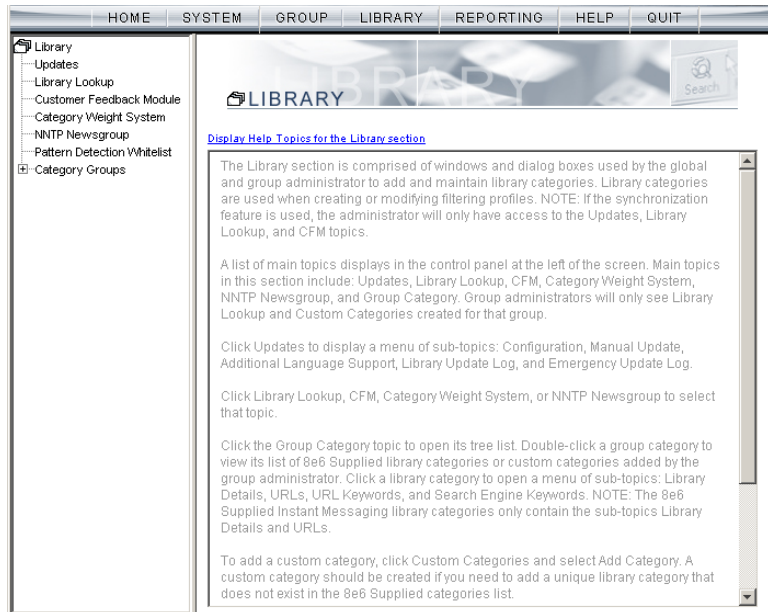 HOME SYSTEM GROUP LIBRARY REPORTING HELP QUIT
Library
Updates
Library Lookup
Customer Feedback Module
Category Weight System
NNTP Newsgroup
Pattern Detection Whitelist
Category Groups
LIBRARY
Search
LIBRARY
Display Help Topics for the Library section
The Library section is comprised of windows and dialog boxes used by the global
and group administrator to add and maintain library categories. Library categories
are used when creating or modifying filtering profiles. NOTE: If the synchronization
feature is used, the administrator will only have access to the Updates, Library
Lookup, and CFM topics.
A list of main topics displays in the control panel at the left of the screen. Main topics
in this section include: Updates, Library Lookup, CFM, Category Weight System,
NNTP Newsgroup, and Group Category. Group administrators will only see Library
Lookup and Custom Categories created for that group.
Click Updates to display a menu of sub-topics: Configuration, Manual Update,
Additional Language Support, Library Update Log, and Emergency Update Log.
Click Library Lookup, CFM, Category Weight System, or NNTP Newsgroup to select
that topic.
Click the Group Category topic to open its tree list. Double-click a group category to
view its list of 8e6 Supplied library categories or custom categories added by the
group administrator. Click a library category to open a menu of sub-topics: Library
Details, URLs, URL Keywords, and Search Engine Keywords. NOTE: The 8e6
Supplied Instant Messaging library categories only contain the sub-topics Library
Details and URLs.
To add a custom category, click Custom Categories and select Add Category. A
custom category should be created if you need to add a unique library category that
does not exist in the 8e6 Supplied categories list.